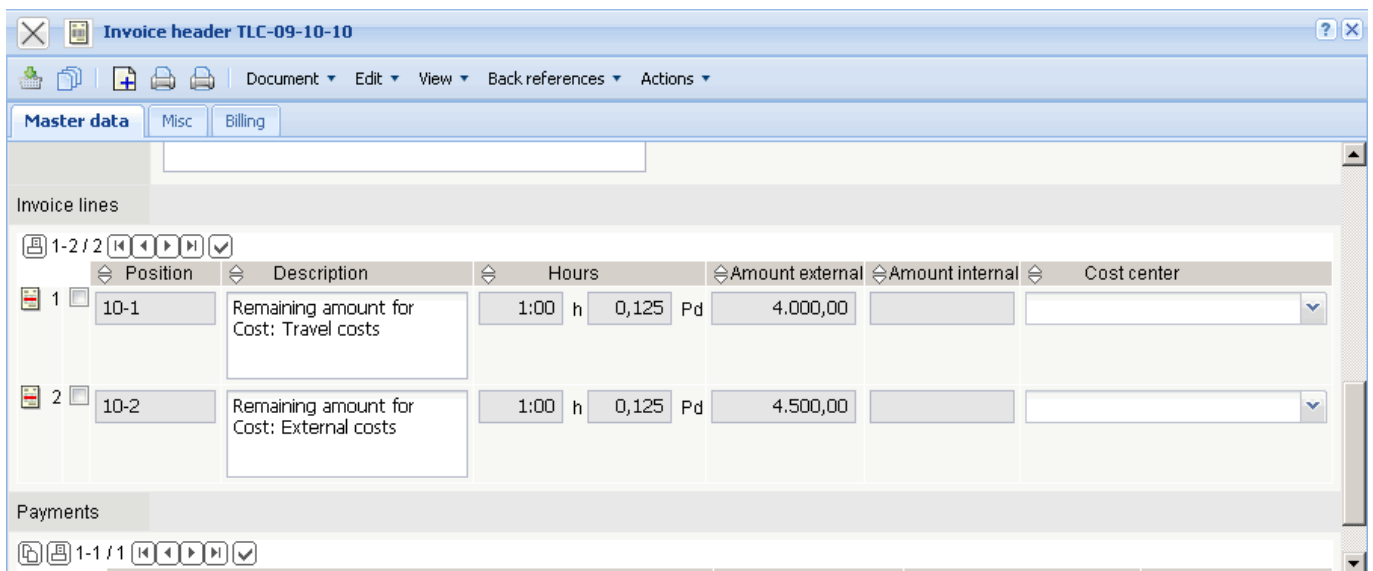 Invoice header TLC-09-10-10
Document Edit View Back references Actions
Master data Misc Billing
Invoice lines
1-2 / 2
Position Description Hours Amount external Amount internal Cost center
1 10-1 Remaining amount for 1:00 h 0,125 Pd 4.000,00
Cost: Travel costs
2 10-2 Remaining amount for 1:00 h 0,125 Pd 4.500,00
Cost: External costs
Payments
1-1 / 1